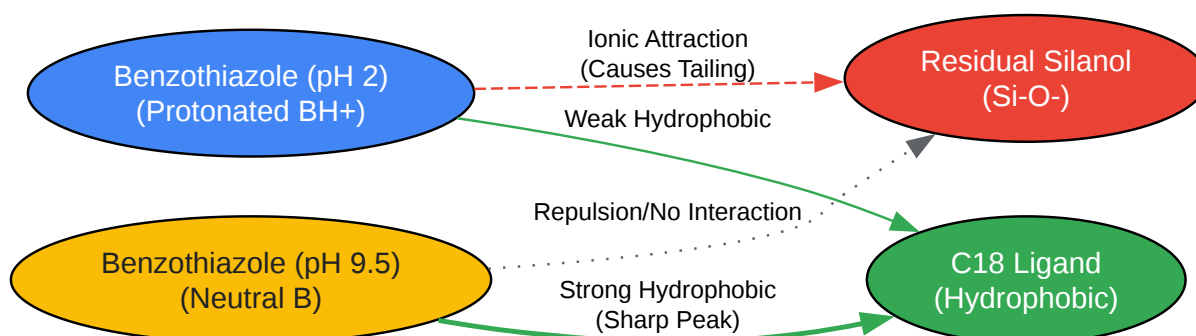 Benzothiazole (pH 2)
(Protonated BH+)
Ionic Attraction
(Causes Tailing)
Residual Silanol
(Si-O-)
Weak Hydrophobic
Repulsion/No Interaction
Benzothiazole (pH 9.5)
(Neutral B)
Strong Hydrophobic
(Sharp Peak)
C18 Ligand
(Hydrophobic)